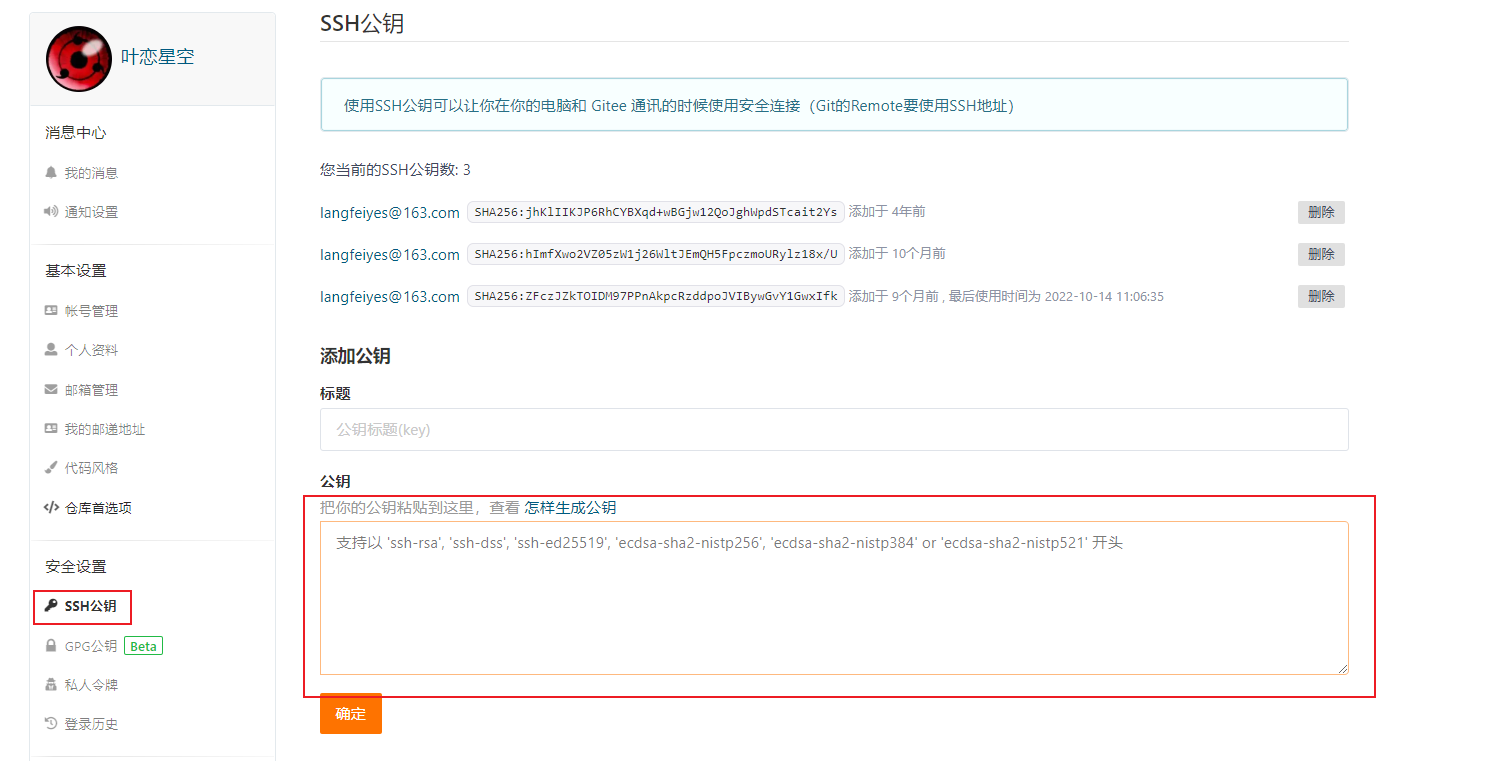 叶恋星空
消息中心
我的消息
通知设置
基本设置
帐号管理
个人资料
邮箱管理
我的邮递地址
代码风格
仓库首选项
安全设置
SSH公钥
GPG公钥 Beta
私人令牌
登录历史
SSH公钥
使用SSH公钥可以让你在你的电脑和 Gitee 通讯的时候使用安全连接（Git的Remote要使用SSH地址）
您当前的SSH公钥数: 3
langfeiyes@163.com SHA256:jhKlIIKJP6RhCYBXqd+wBGjw12QoJghWpdSTcait2Ys 添加于 4年前 删除
langfeiyes@163.com SHA256:hImfXwo2VZ05zW1j26WltJEmQH5FpczmoURylz18x/U 添加于 10个月前 删除
langfeiyes@163.com SHA256:ZFczJZkTOIDM97PPnAkpcRzddpoJVIBywGvY1GwxIfk 添加于 9个月前 , 最后使用时间为 2022-10-14 11:06:35 删除
添加公钥
标题
公钥标题(key)
公钥
把你的公钥粘贴到这里，查看 怎样生成公钥
支持以 'ssh-rsa', 'ssh-dss', 'ssh-ed25519', 'ecdsa-sha2-nistp256', 'ecdsa-sha2-nistp384' or 'ecdsa-sha2-nistp521' 开头
确定